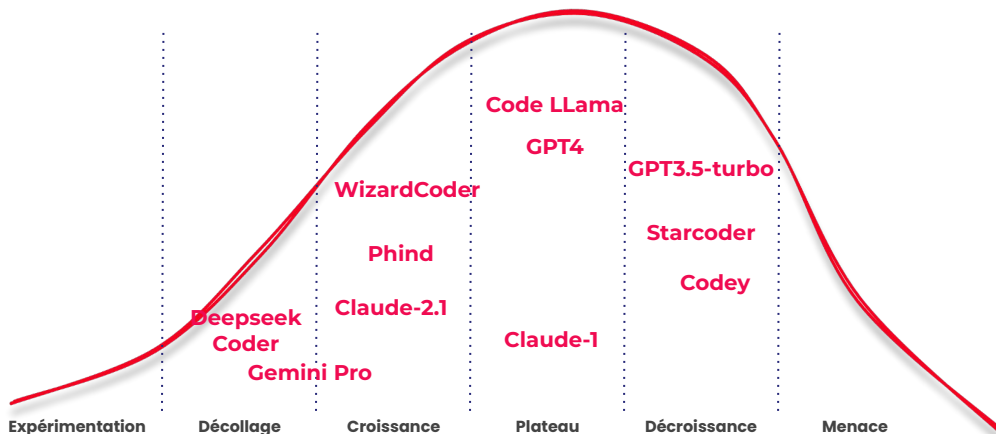 Code LLama
GPT4
GPT3.5-turbo
WizardCoder
Starcoder
Phind
Codey
Claude-2.1
Deepseek
Coder
Claude-1
Gemini Pro
Expérimentation
Décollage
Croissance
Plateau
Décroissance
Menace